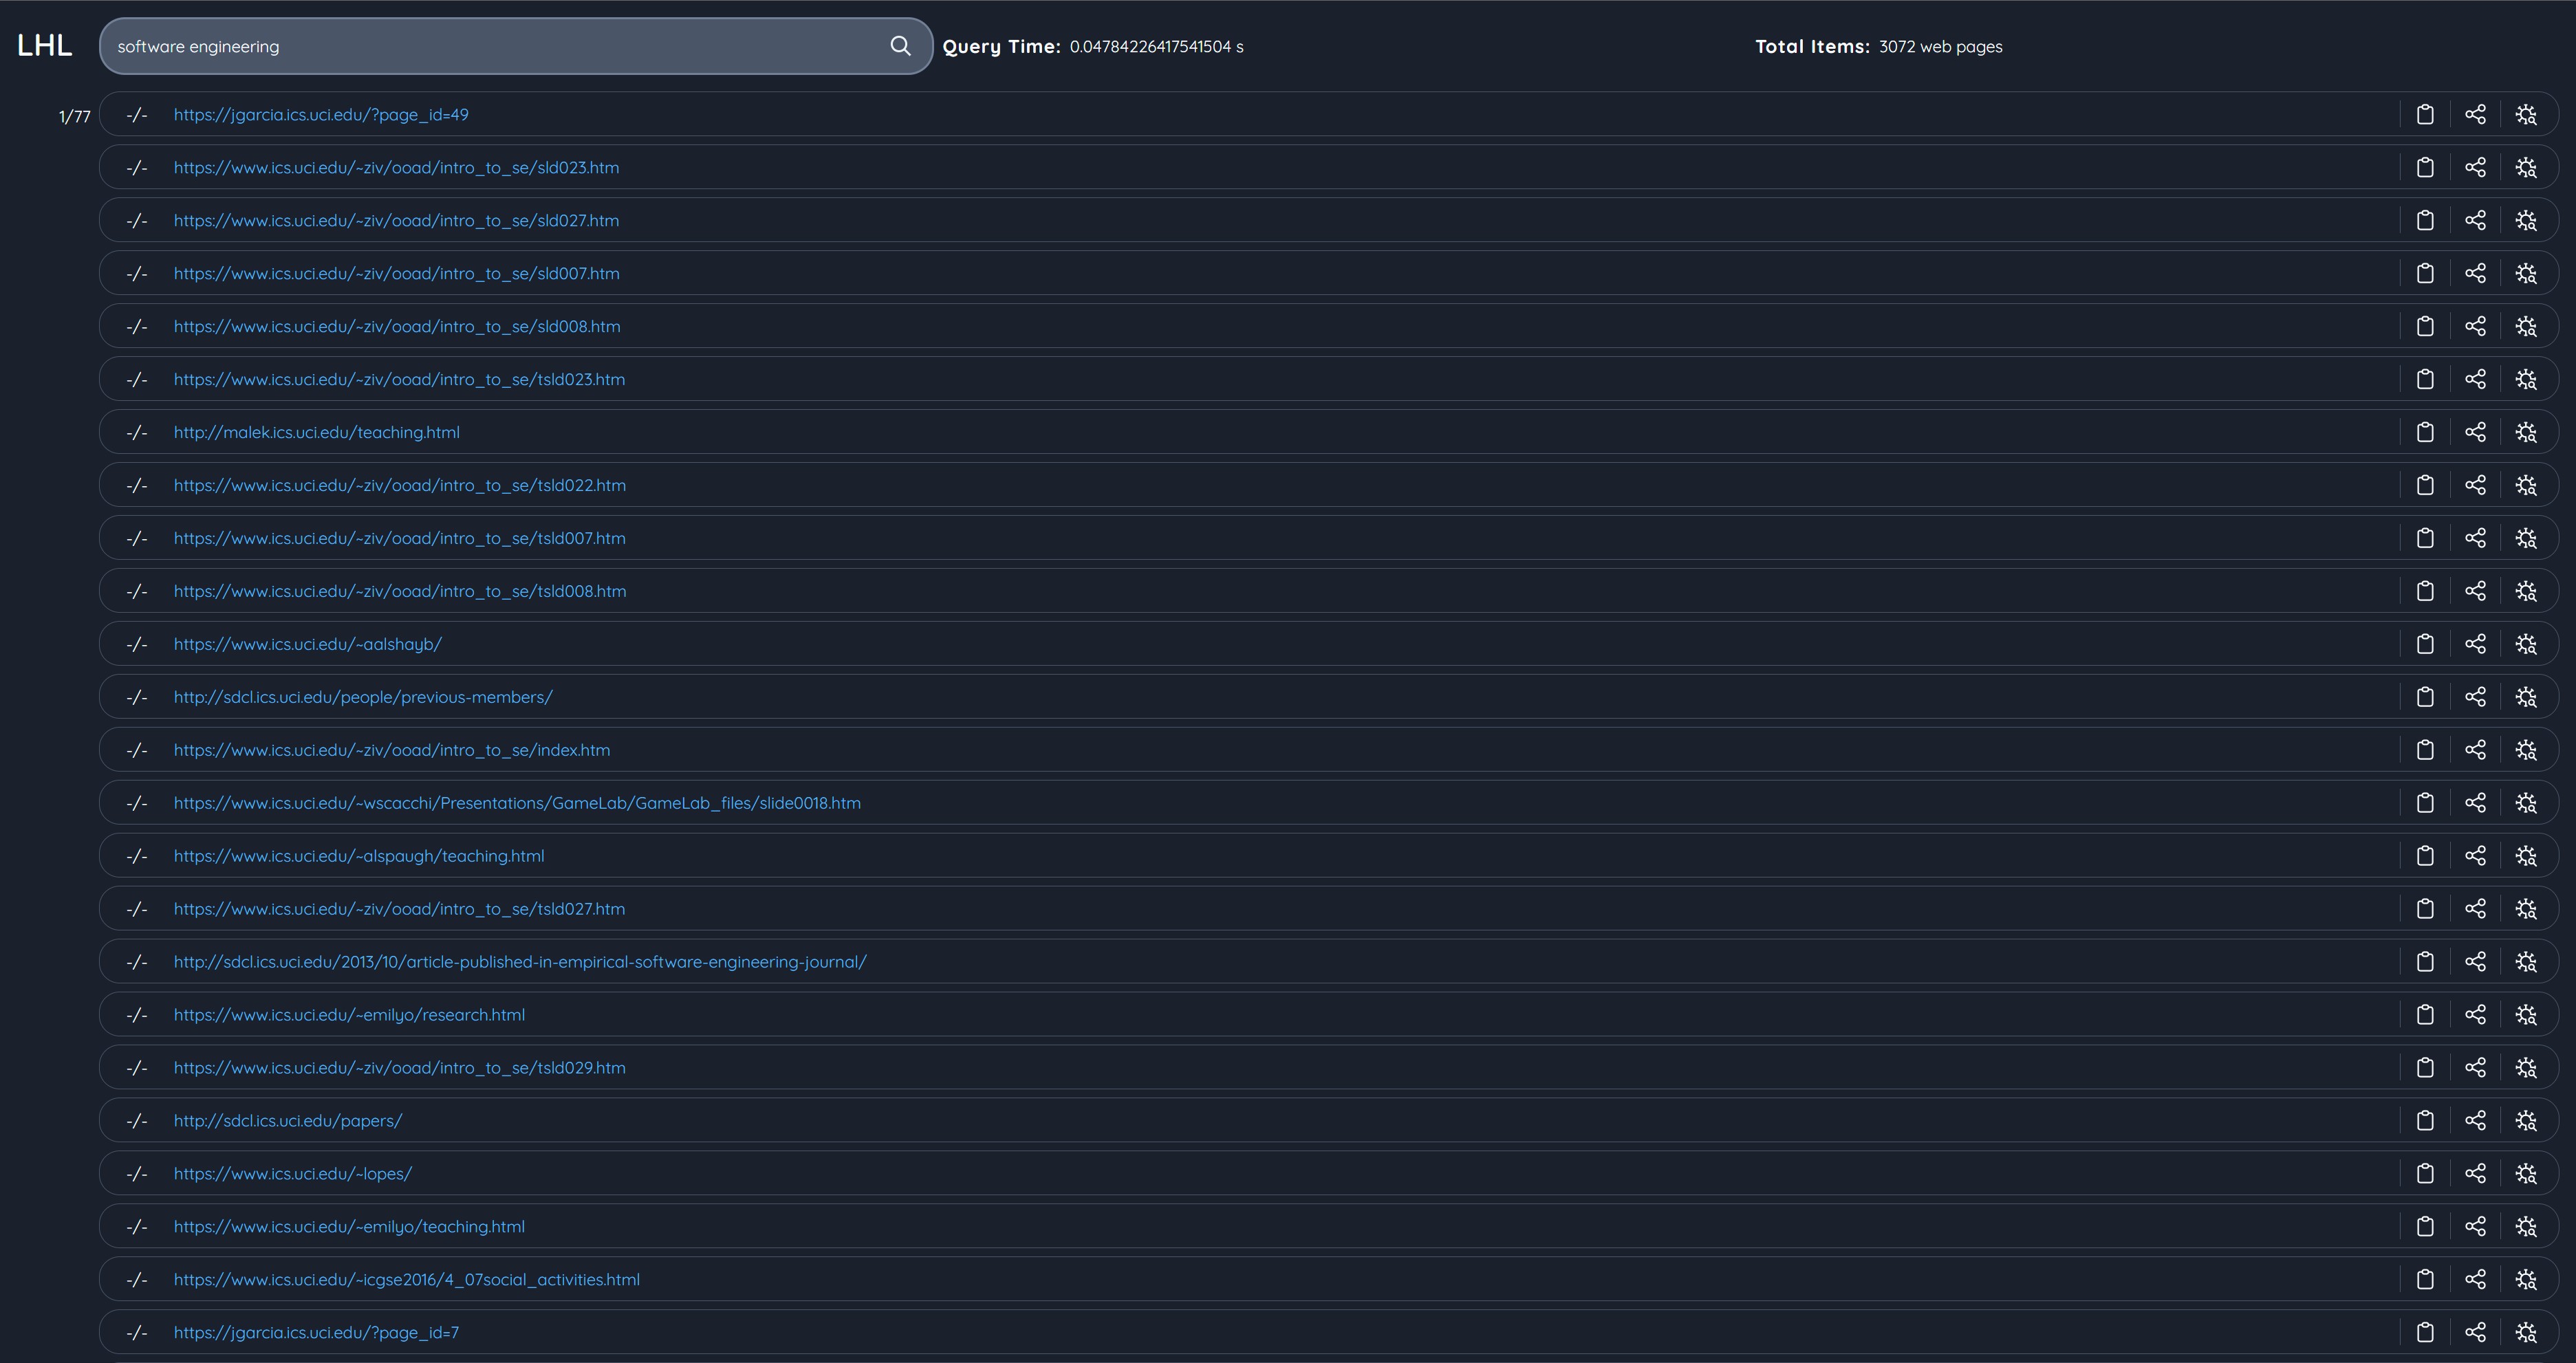 LHL software engineering Query Time: 0.04784226417541504 s Total Items: 3072 web pages
1/77 -/- https://jgarcia.ics.uci.edu/?page_id=49
-/- https://www.ics.uci.edu/~ziv/ooad/intro_to_se/sld023.htm
-/- https://www.ics.uci.edu/~ziv/ooad/intro_to_se/sld027.htm
-/- https://www.ics.uci.edu/~ziv/ooad/intro_to_se/sld007.htm
-/- https://www.ics.uci.edu/~ziv/ooad/intro_to_se/sld008.htm
-/- https://www.ics.uci.edu/~ziv/ooad/intro_to_se/tsld023.htm
-/- http://malek.ics.uci.edu/teaching.html
-/- https://www.ics.uci.edu/~ziv/ooad/intro_to_se/tsld022.htm
-/- https://www.ics.uci.edu/~ziv/ooad/intro_to_se/tsld007.htm
-/- https://www.ics.uci.edu/~ziv/ooad/intro_to_se/tsld008.htm
-/- https://www.ics.uci.edu/~aalshayb/
-/- http://sdcl.ics.uci.edu/people/previous-members/
-/- https://www.ics.uci.edu/~ziv/ooad/intro_to_se/index.htm
-/- https://www.ics.uci.edu/~wscacchi/Presentations/GameLab/GameLab_files/slide0018.htm
-/- https://www.ics.uci.edu/~alspaugh/teaching.html
-/- https://www.ics.uci.edu/~ziv/ooad/intro_to_se/tsld027.htm
-/- http://sdcl.ics.uci.edu/2013/10/article-published-in-empirical-software-engineering-journal/
-/- https://www.ics.uci.edu/~emilyo/research.html
-/- https://www.ics.uci.edu/~ziv/ooad/intro_to_se/tsld029.htm
-/- http://sdcl.ics.uci.edu/papers/
-/- https://www.ics.uci.edu/~lopes/
-/- https://www.ics.uci.edu/~emilyo/teaching.html
-/- https://www.ics.uci.edu/~icgse2016/4_07social_activities.html
-/- https://jgarcia.ics.uci.edu/?page_id=7